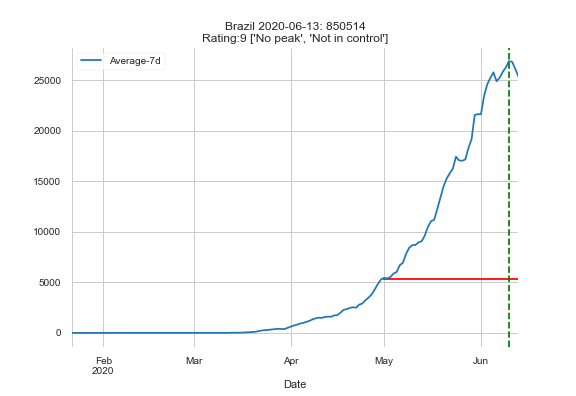 Brazil 2020-06-13: 850514
Rating:9 ['No peak', 'Not in control']
Average-7d
25000
20000
15000
10000
5000
0
Feb
2020
Mar
Apr
May
Jun
Date